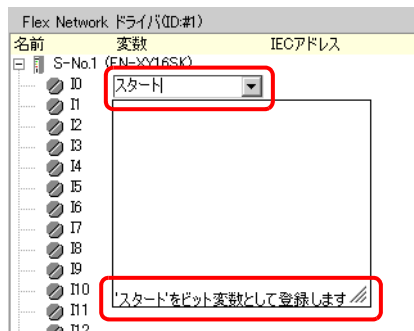 Flex Network ドライバ(ID:#1)
名前 変数 IECアドレス
S-No.1 (FN-XY16SK)
I0 スタート
I1
I2
I3
I4
I5
I6
I7
I8
I9
I10
I11
I12
'スタート'をビット変数として登録します